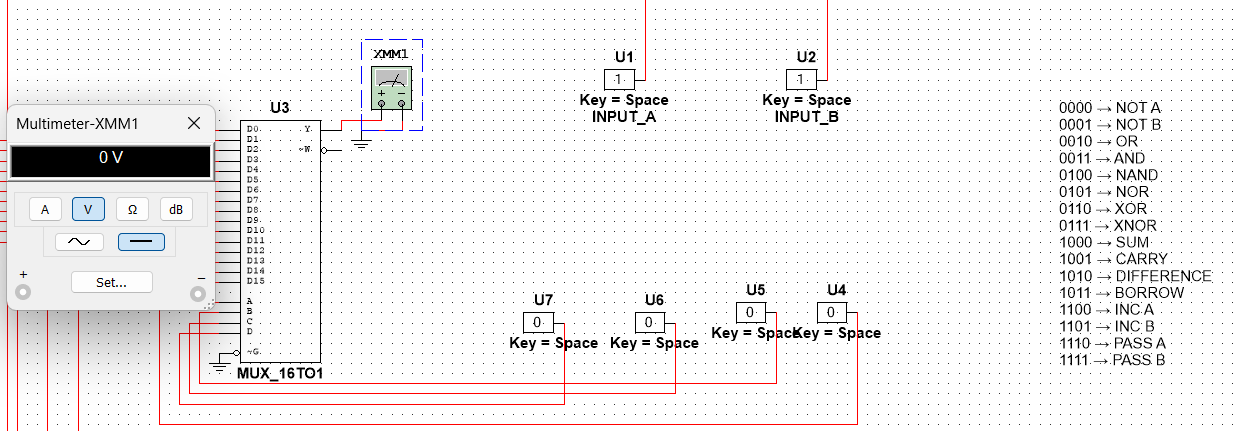 XMM1
U1
U2
1
1
Key = Space
Key = Space
INPUT_A
INPUT_B
U3
Multimeter-XMM1
0 V
A
V
Ω
dB
+
Set...
−
D0
D1
D2
D3
D4
D5
D6
D7
D8
D9
D10
D11
D12
D13
D14
D15
A
B
C
D
~G
Y
~W
MUX_16TO1
+ −
U7
U6
U5
U4
0
0
0
0
Key = Space
Key = Space
Key = Space
Key = Space
0000 → NOT A
0001 → NOT B
0010 → OR
0011 → AND
0100 → NAND
0101 → NOR
0110 → XOR
0111 → XNOR
1000 → SUM
1001 → CARRY
1010 → DIFFERENCE
1011 → BORROW
1100 → INC A
1101 → INC B
1110 → PASS A
1111 → PASS B